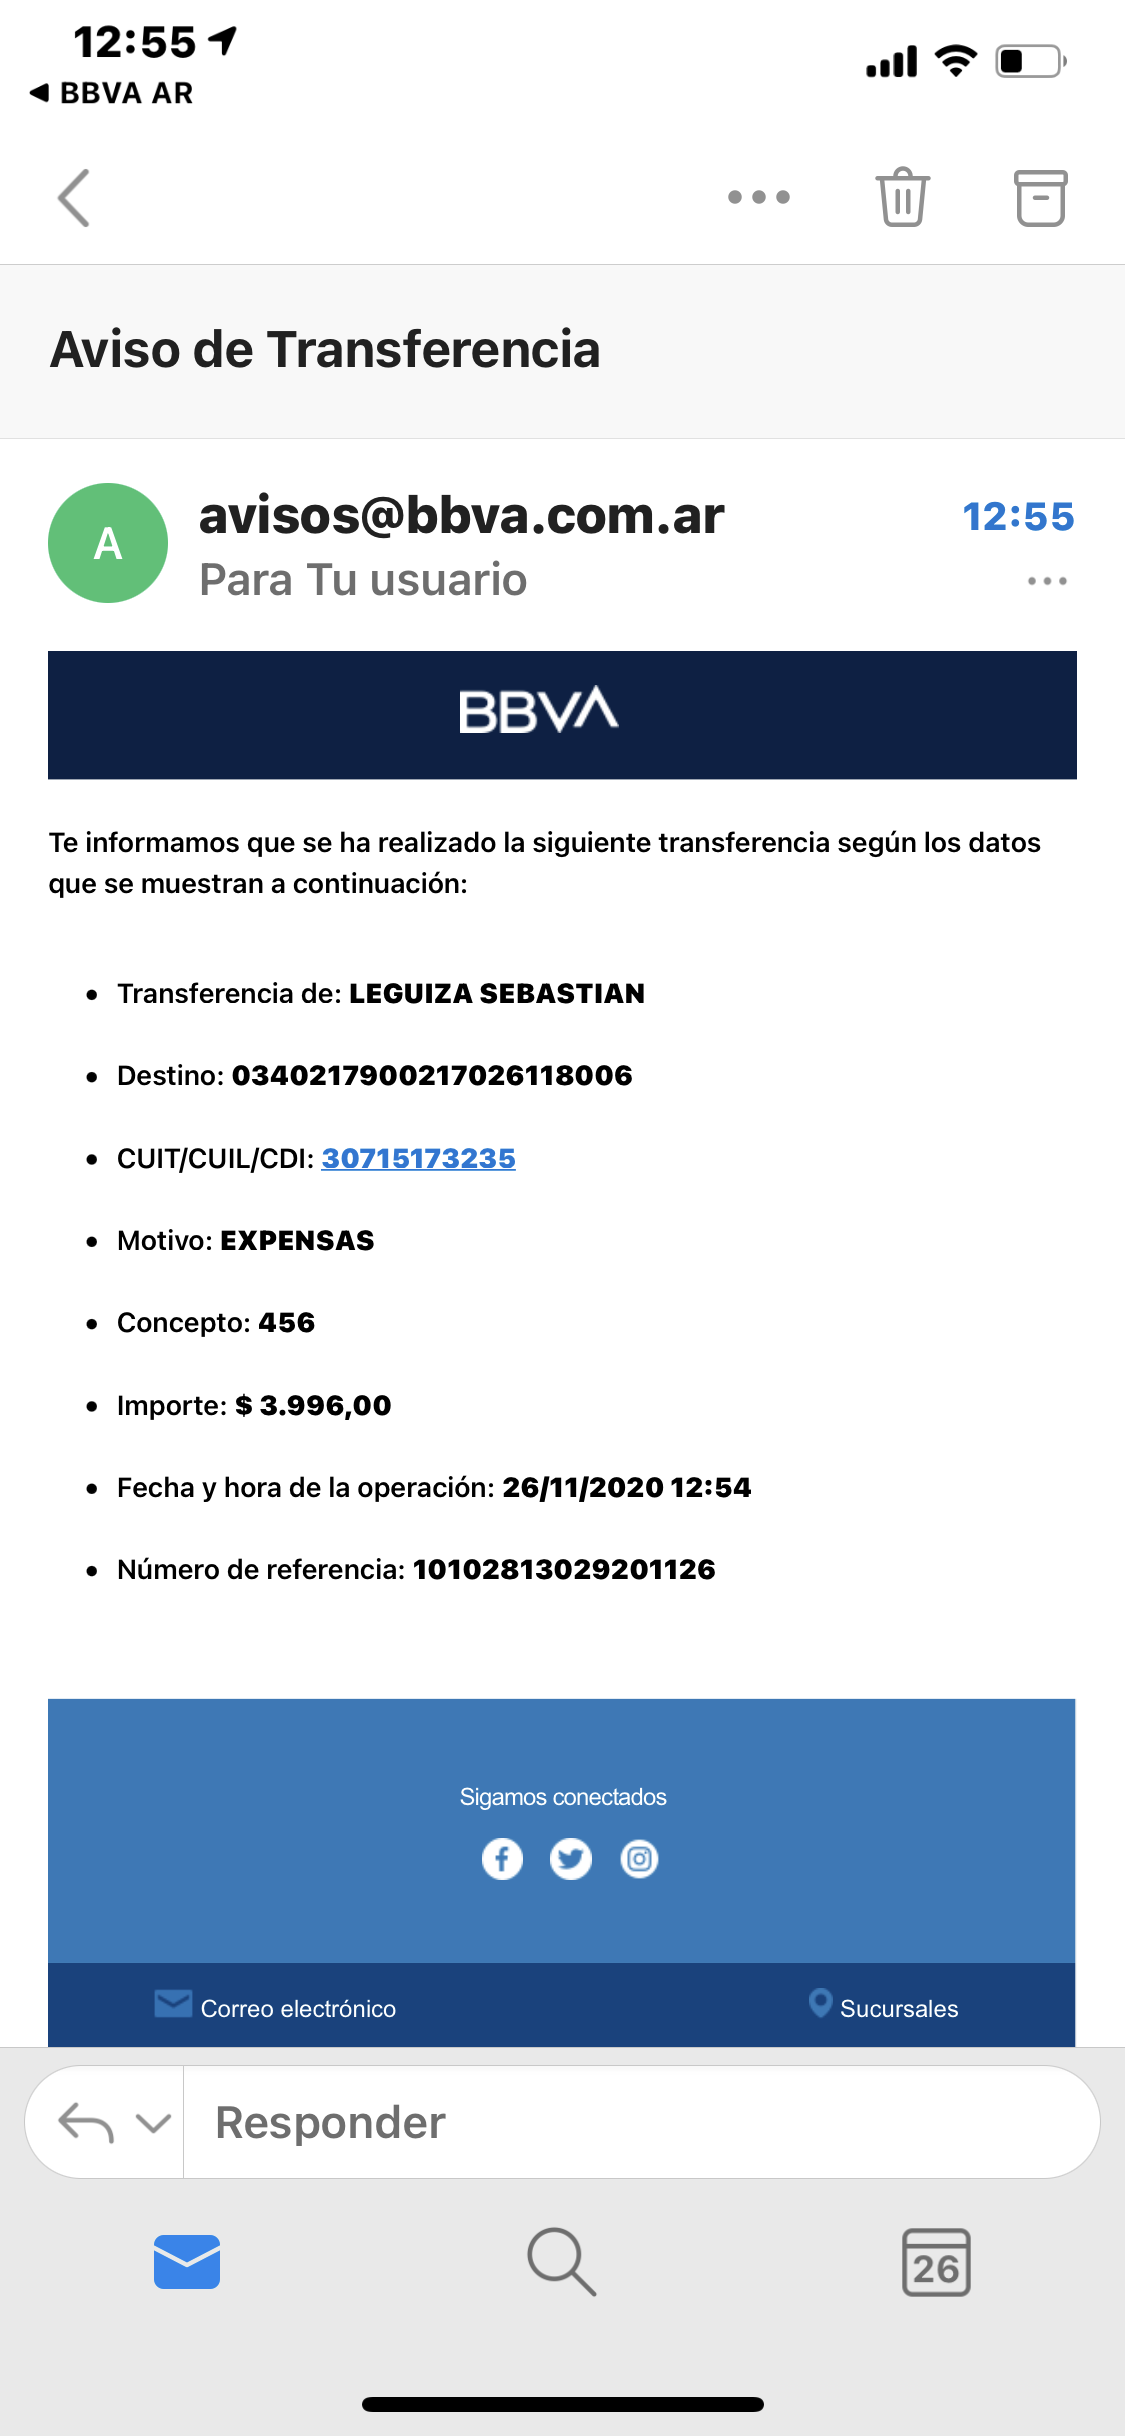 12:55
BBVA AR
Aviso de Transferencia
A
avisos@bbva.com.ar
12:55
Para Tu usuario
BBVA
Te informamos que se ha realizado la siguiente transferencia según los datos
que se muestran a continuación:
Transferencia de: LEGUIZA SEBASTIAN
Destino: 0340217900217026118006
CUIT/CUIL/CDI: 30715173235
Motivo: EXPENSAS
Concepto: 456
Importe: $ 3.996,00
Fecha y hora de la operación: 26/11/2020 12:54
Número de referencia: 10102813029201126
Sigamos conectados
Correo electrónico
Sucursales
Responder
26